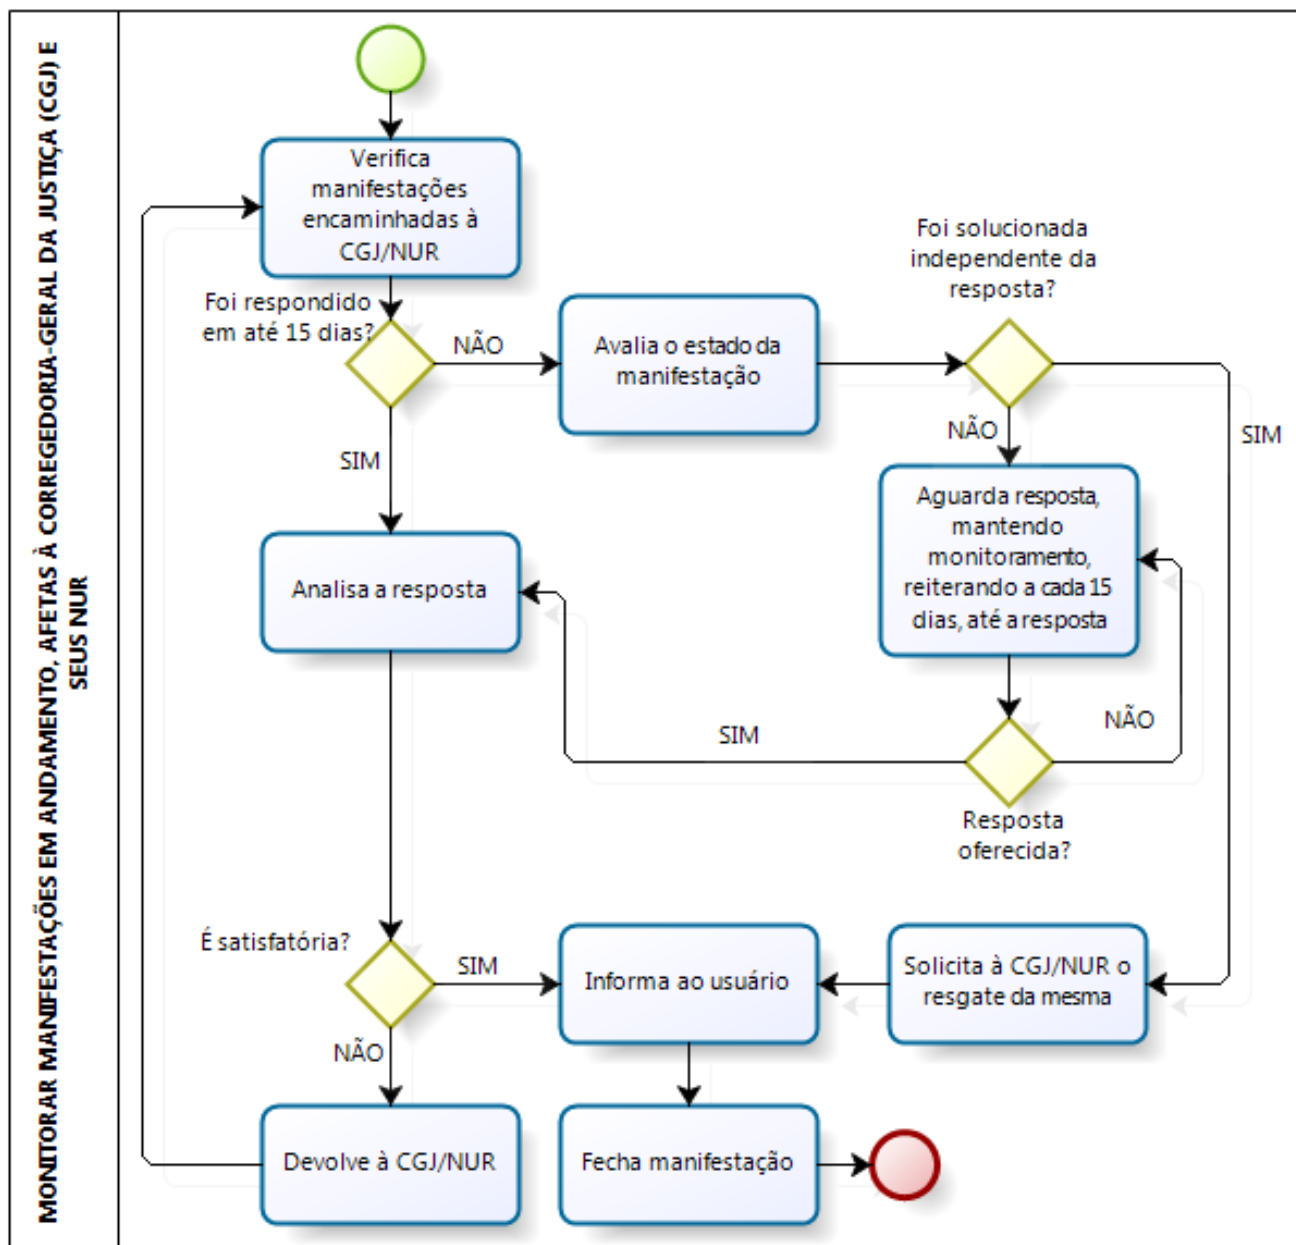 MONITORAR MANIFESTAÇÕES EM ANDAMENTO, AFETAS À CORREGEDORIA-GERAL DA JUSTIÇA (CGJ) E
SEUS NUR
Verifica
manifestações
encaminhadas à
CGJ/NUR
Foi respondido
em até 15 dias?
NÃO
Avalia o estado da
manifestação
Foi solucionada
independente da
resposta?
SIM
NÃO
SIM
Aguarda resposta,
mantendo
monitoramento,
reiterando a cada 15
dias, até a resposta
Analisa a resposta
NÃO
SIM
Resposta
oferecida?
É satisfatória?
SIM
Informa ao usuário
Solicita à CGJ/NUR o
resgate da mesma
NÃO
Devolve à CGJ/NUR
Fecha manifestação